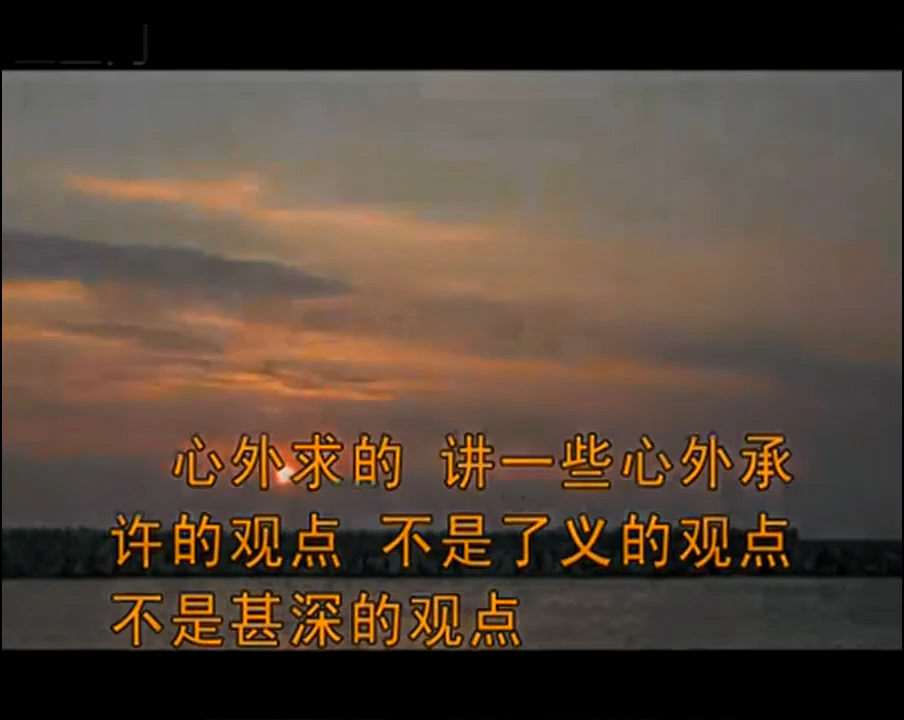 心外求的 讲一些心外承
许的观点 不是了义的观点
不是甚深的观点